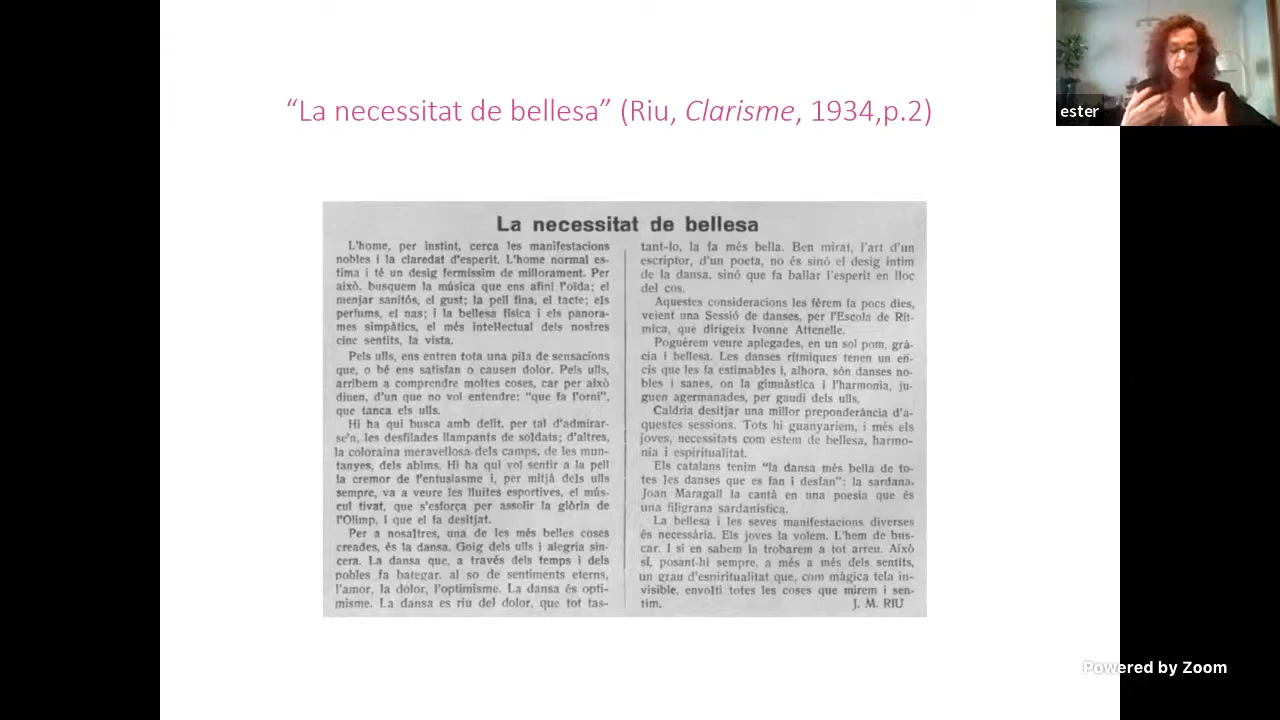 “La necessitat de bellesa” (Riu, Clarisme, 1934,p.2)
ester
La necessitat de bellesa
L'home, per instint, cerca les manifestacions
nobles i la claredat d'esperit. L'home normal es-
tima i té un desig fermíssim de millorament. Per
això, busquem la música que ens afini l'oïda; el
menjar sanitós, el gust; la pell fina, el tacte; els
perfums, el nas; i la bellesa física i els panora-
mes simpàtics, el més intel·lectual dels nostres
cinc sentits, la vista.
Pels ulls, ens entren tota una pila de sensacions
que, o bé ens satisfan o causen dolor. Pels ulls,
arribem a comprendre moltes coses, car per això
diuen, d'un que no vol entendre: “que fa l'orni”,
que tanca els ulls.
Hi ha qui busca amb delit, per tal d'admirar-
se'n, les desfilades llampants de soldats; d'altres,
la coloraina meravellosa dels camps, de les mun-
tanyes, dels abims. Hi ha qui vol sentir a la pell
la cremor de l'entusiasme i, per mitjà dels ulls
sempre, va a veure les lluites esportives, el mús-
cul tivat, que s'esforça per assolir la glòria de
l'Olimp, i que el fa desitjat.
Per a nosaltres, una de les més belles coses
creades, és la dansa. Goig dels ulls i alegria sin-
cera. La dansa que, a través dels temps i dels
pobles fa bategar, al so de sentiments eterns,
l'amor, la dolor, l'optimisme. La dansa és opti-
misme. La dansa es riu del dolor, que tot tas-
tant-lo, la fa més bella. Ben mirat, l'art d'un
escriptor, d'un poeta, no és sinó el desig íntim
de la dansa, sinó que fa ballar l'esperit en lloc
del cos.
Aquestes consideracions les fèrem fa pocs dies,
veient una Sessió de danses, per l'Escola de Rít-
mica, que dirigeix Ivonne Attenelle.
Poguérem veure aplegades, en un sol pom, grà-
cia i bellesa. Les danses rítmiques tenen un en-
cís que les fa estimables i, alhora, són danses no-
bles i sanes, on la gimnàstica i l'harmonia, ju-
guen agermanades, per gaudi dels ulls.
Caldria desitjar una millor preponderància d'a-
questes sessions. Tots hi guanyaríem, i més els
joves, necessitats com estem de bellesa, harmo-
nia i espiritualitat.
Els catalans tenim “la dansa més bella de to-
tes les danses que es fan i desfan”: la sardana.
Joan Maragall la cantà en una poesia que és
una filigrana sardanística.
La bellesa i les seves manifestacions diverses
és necessària. Els joves la volem. L'hem de bus-
car. I si en sabem la trobarem a tot arreu. Això
sí, posant-hi sempre, a més a més dels sentits,
un grau d'espiritualitat que, com màgica tela in-
visible, envolti totes les coses que mirem i sen-
tim.
J. M. RIU
Powered by Zoom